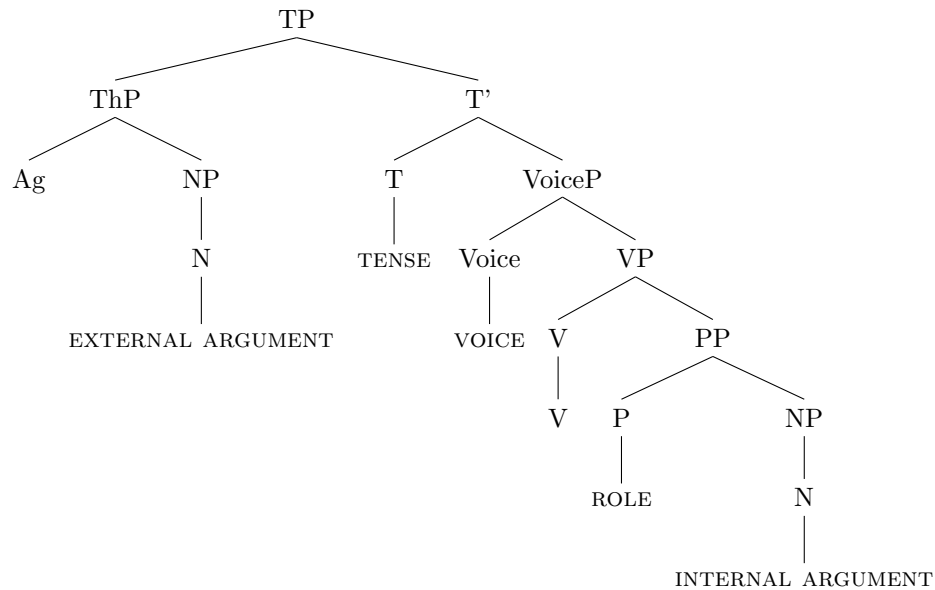 TP
ThP T'
Ag NP T VoiceP
N TENSE Voice VP
EXTERNAL ARGUMENT VOICE V PP
V P NP
ROLE N
INTERNAL ARGUMENT